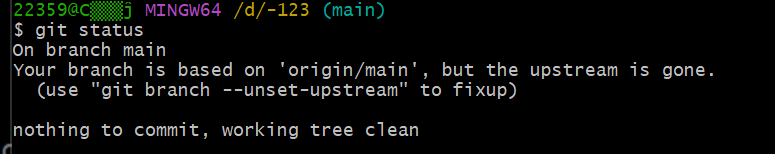 22359@C▒▒▒j MINGW64 /d/-123 (main)
$ git status
On branch main
Your branch is based on 'origin/main', but the upstream is gone.
  (use "git branch --unset-upstream" to fixup)

nothing to commit, working tree clean